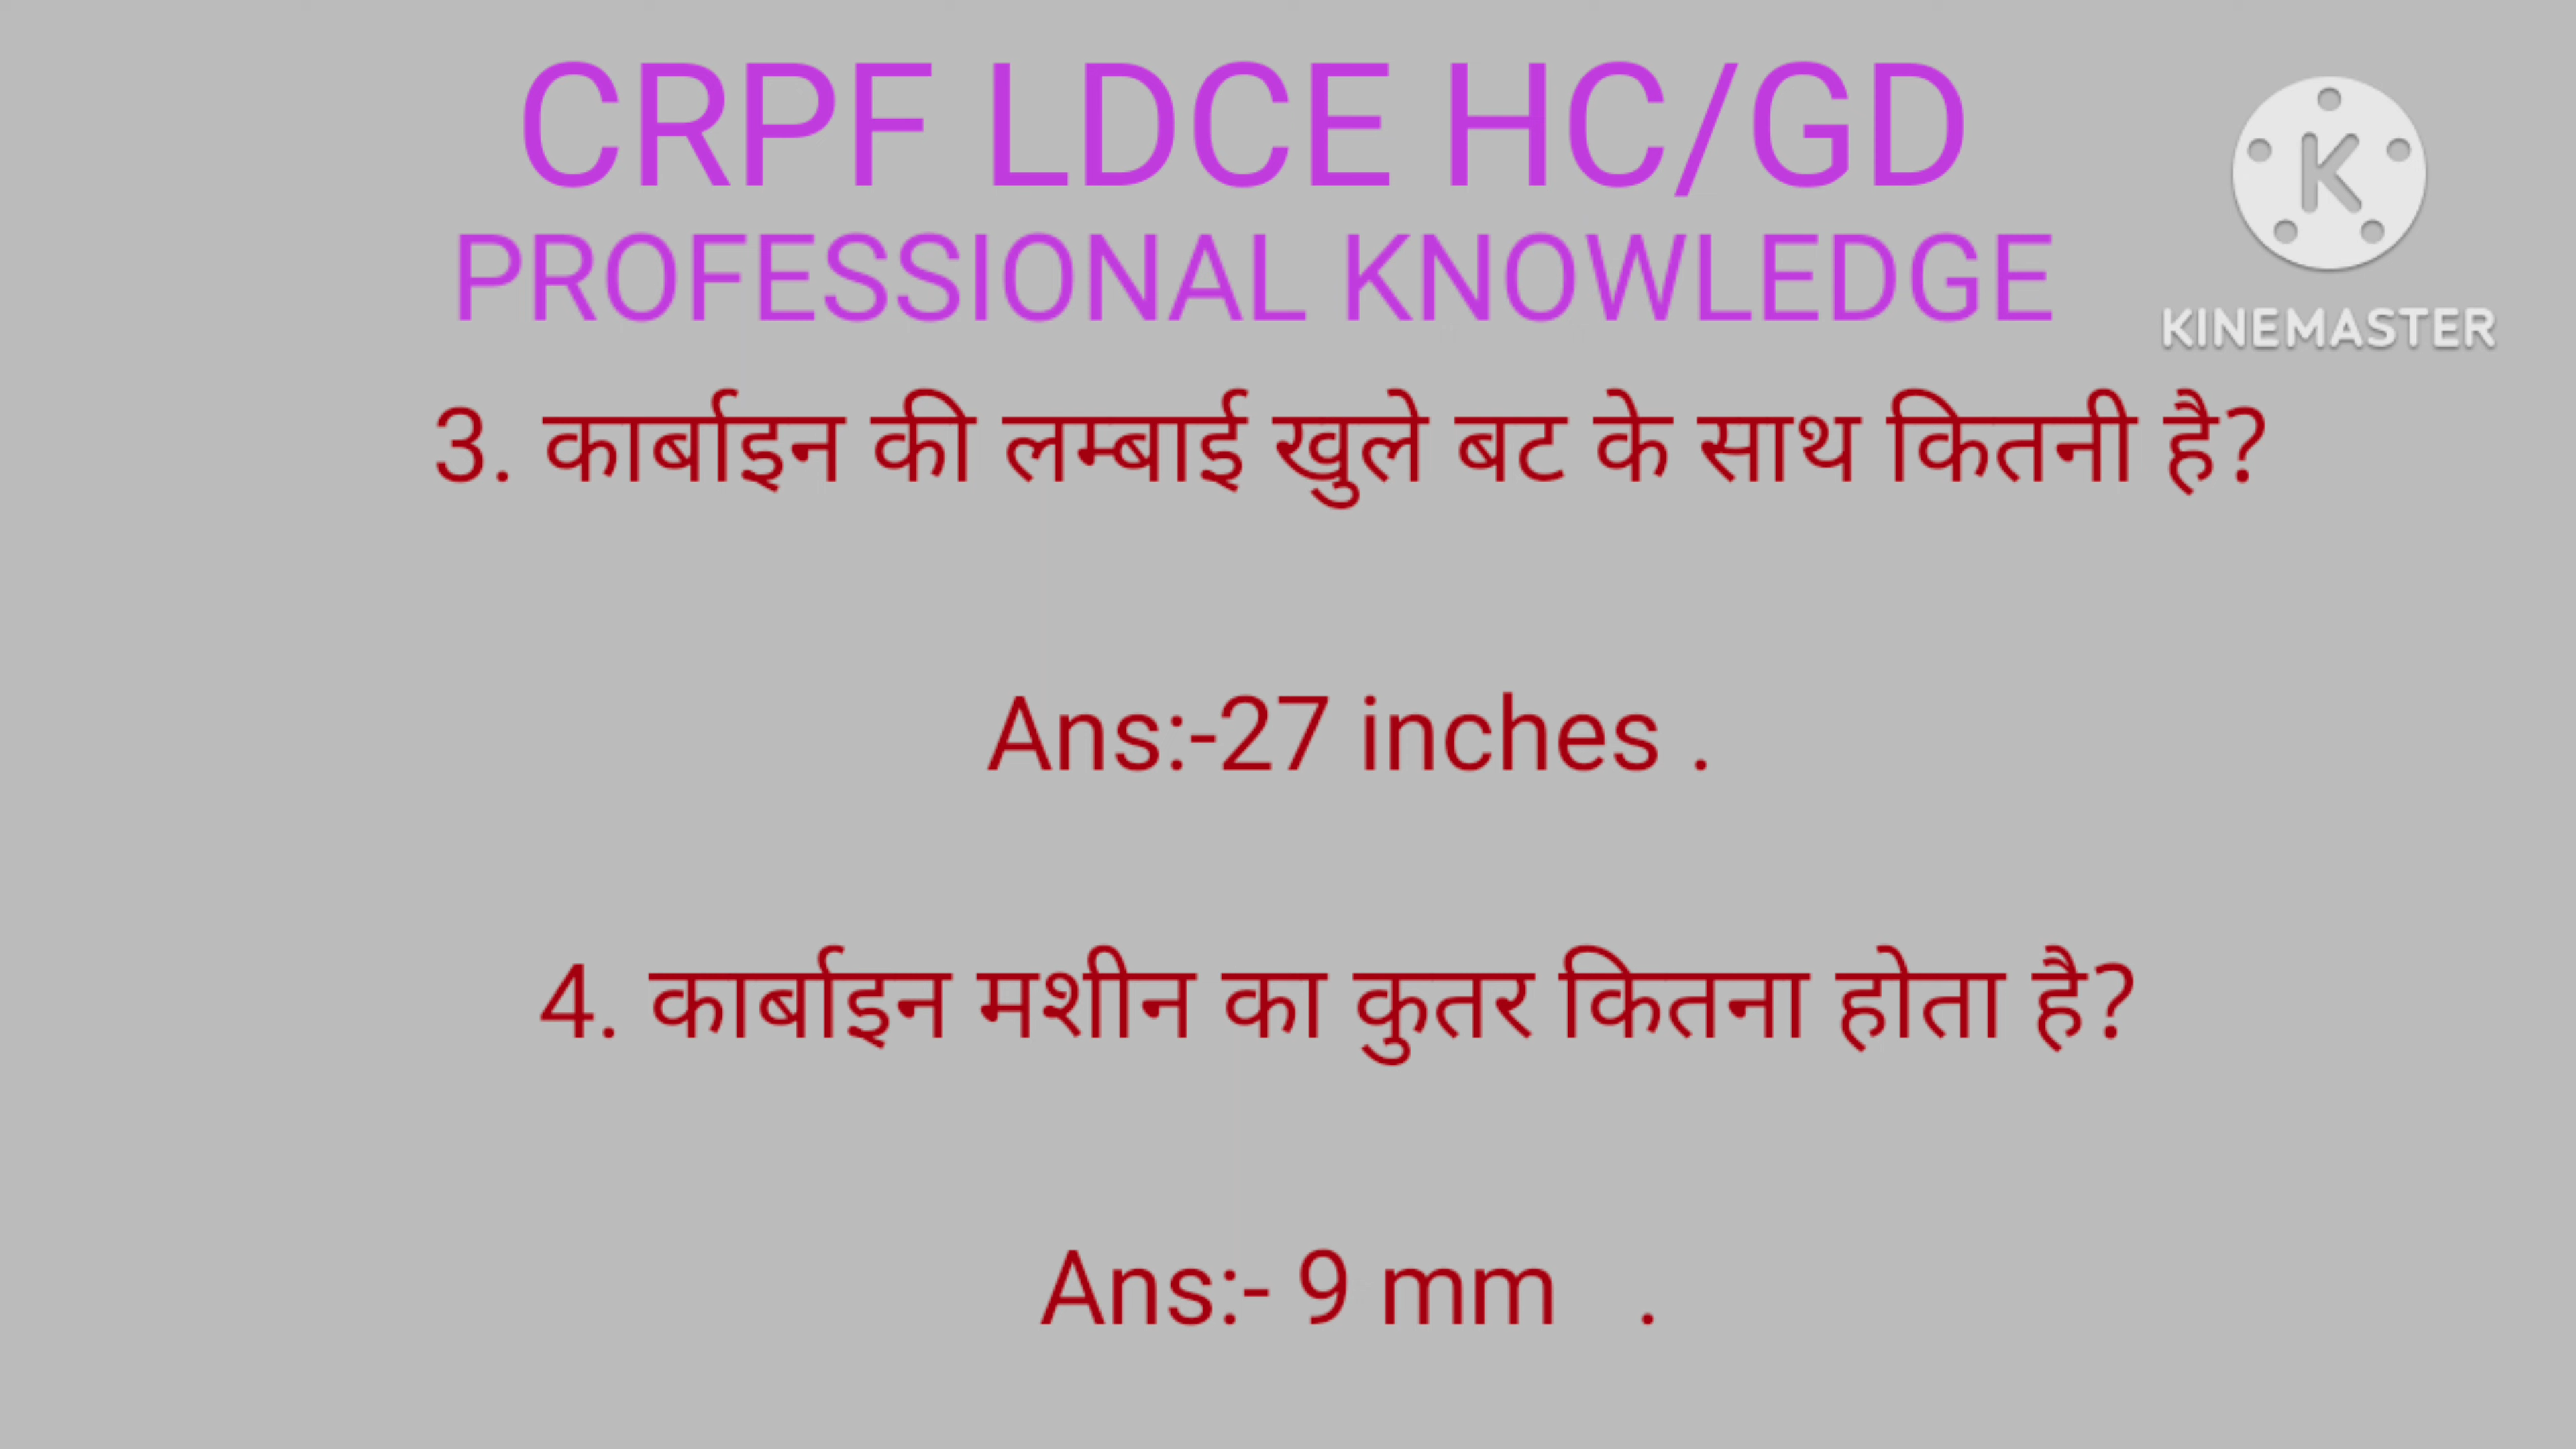 CRPF LDCE HC/GD
PROFESSIONAL KNOWLEDGE
K
KINEMASTER
3. कार्बाइन की लम्बाई खुले बट के साथ कितनी है?
Ans:-27 inches .
4. कार्बाइन मशीन का कुतर कितना होता है?
Ans:- 9 mm .